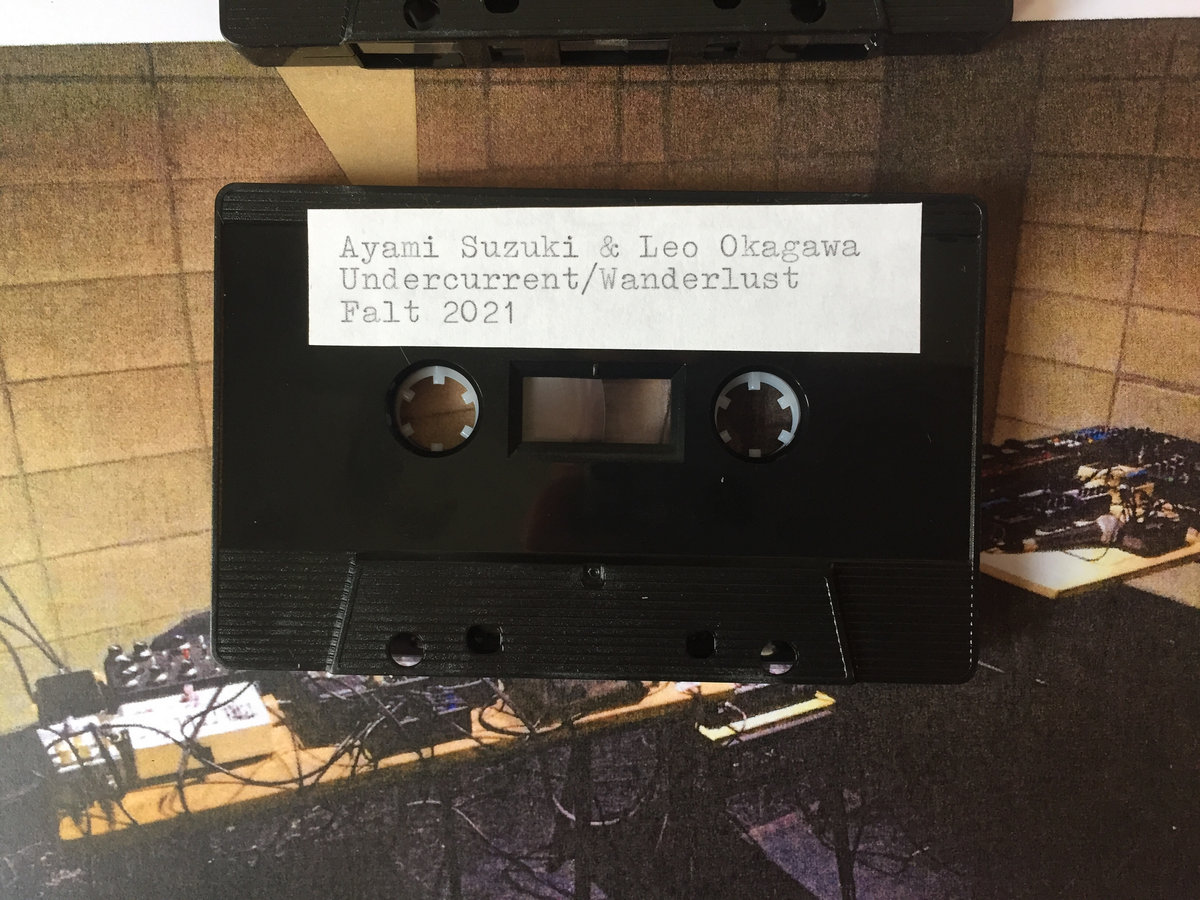 Ayami Suzuki & Leo Okagawa
Undercurrent/Wanderlust
Falt 2021